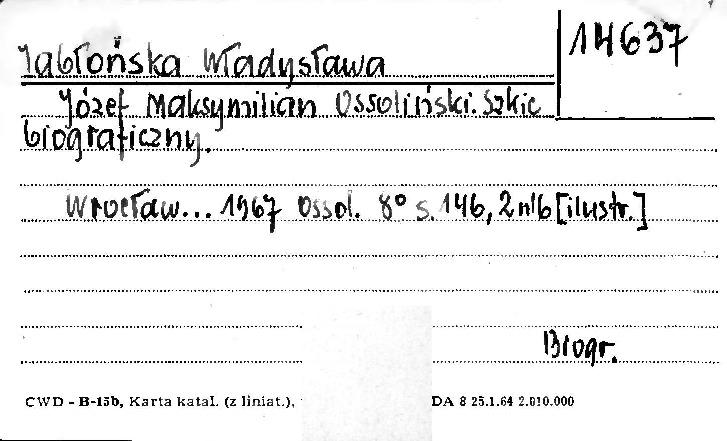 14637
Jabłońska Władysława
Józef Maksymilian Ossoliński. Szkic
biograficzny.
Wrocław... 1967 Ossol. 8° s. 146, 2 nlb [ilustr.]
Biogr.
CWD - B-15b, Karta katal. (z liniat.), DA 8 25.1.64 2.010.000